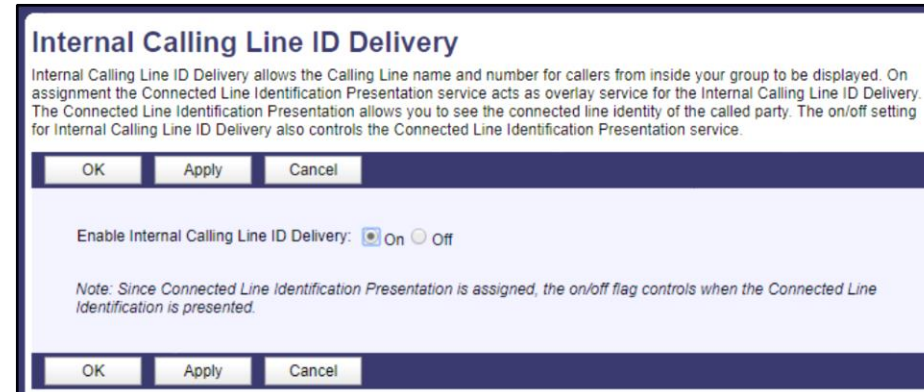 Internal Calling Line ID Delivery
Internal Calling Line ID Delivery allows the Calling Line name and number for callers from inside your group to be displayed. On
assignment the Connected Line Identification Presentation service acts as overlay service for the Internal Calling Line ID Delivery.
The Connected Line Identification Presentation allows you to see the connected line identity of the called party. The on/off setting
for Internal Calling Line ID Delivery also controls the Connected Line Identification Presentation service.
OK Apply Cancel
Enable Internal Calling Line ID Delivery: On Off
Note: Since Connected Line Identification Presentation is assigned, the on/off flag controls when the Connected Line
Identification is presented.
OK Apply Cancel